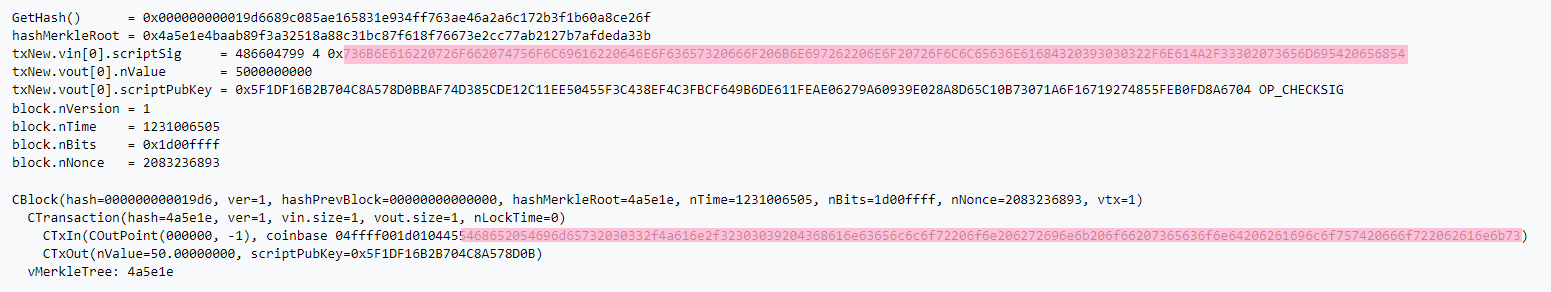 GetHash()      = 0x000000000019d6689c085ae165831e934ff763ae46a2a6c172b3f1b60a8ce26f
hashMerkleRoot = 0x4a5e1e4baab89f3a32518a88c31bc87f618f76673e2cc77ab2127b7afdeda33b
txNew.vin[0].scriptSig     = 486604799 4 0x736B6E616220726F662074756F6C69616220646E6F63657320666F206B6E697262206E6F20726F6C6C65636E61684320393030322F6E614A2F33302073656D695420656854
txNew.vout[0].nValue       = 5000000000
txNew.vout[0].scriptPubKey = 0x5F1DF16B2B704C8A578D0BBAF74D385CDE12C11EE50455F3C438EF4C3FBCF649B6DE611FEAE06279A60939E028A8D65C10B73071A6F16719274855FEB0FD8A6704 OP_CHECKSIG
block.nVersion = 1
block.nTime    = 1231006505
block.nBits    = 0x1d00ffff
block.nNonce   = 2083236893
CBlock(hash=000000000019d6, ver=1, hashPrevBlock=00000000000000, hashMerkleRoot=4a5e1e, nTime=1231006505, nBits=1d00ffff, nNonce=2083236893, vtx=1)
CTransaction(hash=4a5e1e, ver=1, vin.size=1, vout.size=1, nLockTime=0)
CTxIn(COutPoint(000000, -1), coinbase 04ffff001d0104455468652054696d65732030332f4a616e2f32303039204368616e63656c6c6f72206f6e206272696e6b206f66207365636f6e64206261696c6f757420666f722062616e6b73)
CTxOut(nValue=50.00000000, scriptPubKey=0x5F1DF16B2B704C8A578D0B)
vMerkleTree: 4a5e1e